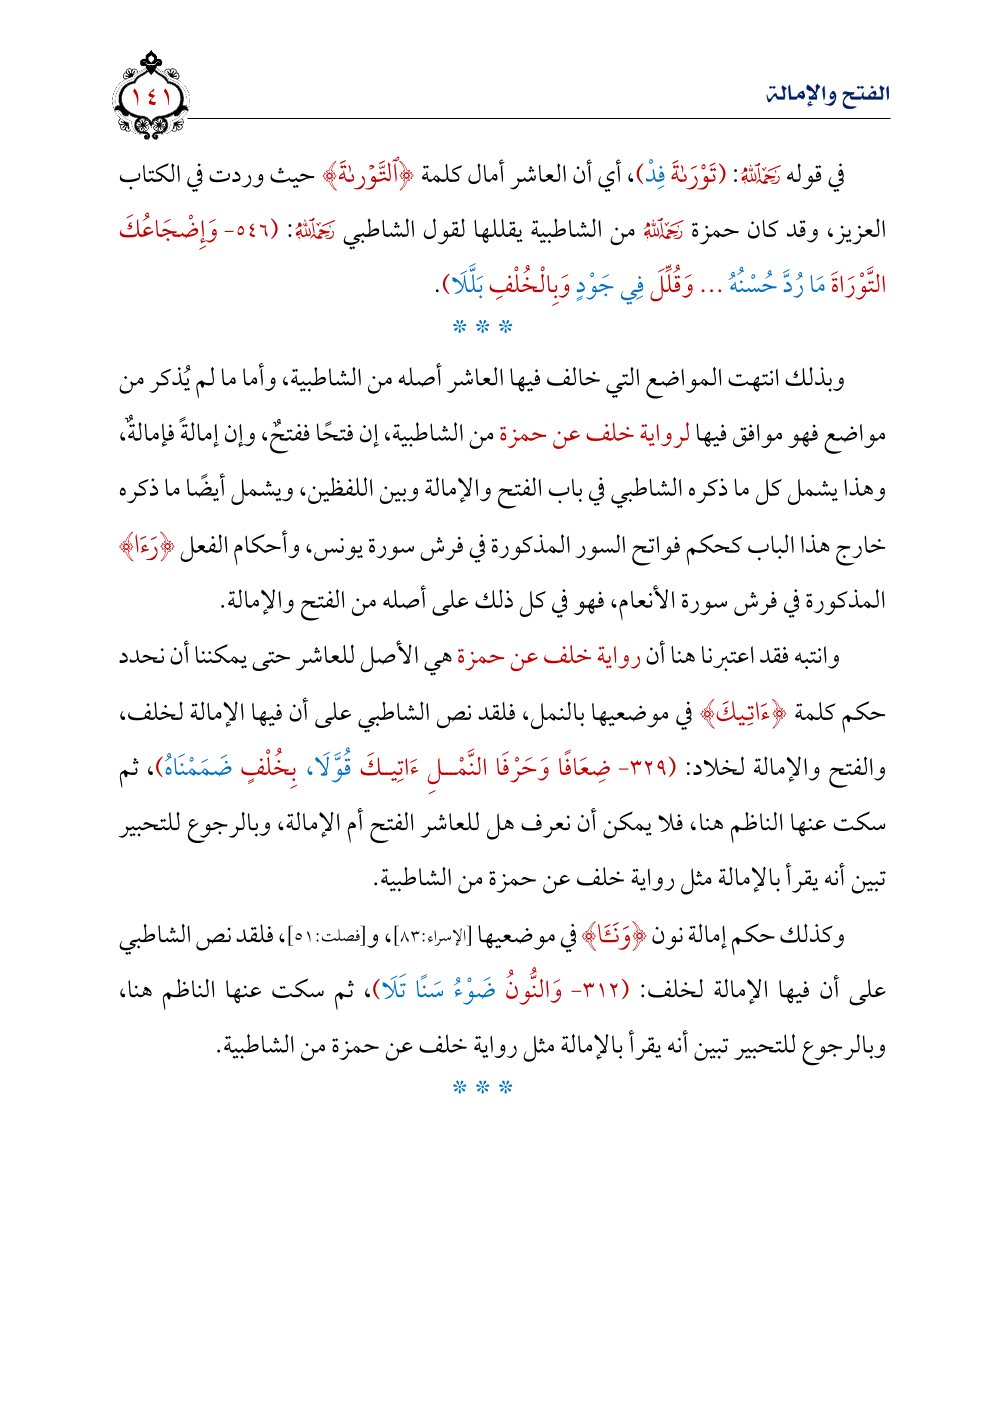 الفتح والإمالة
١٤١
في قوله رَحِمَهُ اللَّهُ: (تَوْرَىٰةَ فِدْ)، أي أن العاشر أمال كلمة ﴿ٱلتَّوْرَىٰةَ﴾ حيث وردت في الكتاب
العزيز، وقد كان حمزة رَحِمَهُ اللَّهُ من الشاطبية يقللها لقول الشاطبي رَحِمَهُ اللَّهُ: (٥٤٦- وَإِضْجَاعُكَ
التَّوْرَاةَ مَا رُدَّ حُسْنُهُ ... وَقُلِّلَ فِي جَوْدٍ وَبِالْخُلْفِ بَلَّلَا).
* * *
وبذلك انتهت المواضع التي خالف فيها العاشر أصله من الشاطبية، وأما ما لم يُذكر من
مواضع فهو موافق فيها لرواية خلف عن حمزة من الشاطبية، إن فتحًا ففتحٌ، وإن إمالةً فإمالةٌ،
وهذا يشمل كل ما ذكره الشاطبي في باب الفتح والإمالة وبين اللفظين، ويشمل أيضًا ما ذكره
خارج هذا الباب كحكم فواتح السور المذكورة في فرش سورة يونس، وأحكام الفعل ﴿رَءَا﴾
المذكورة في فرش سورة الأنعام، فهو في كل ذلك على أصله من الفتح والإمالة.
وانتبه فقد اعتبرنا هنا أن رواية خلف عن حمزة هي الأصل للعاشر حتى يمكننا أن نحدد
حكم كلمة ﴿ءَاتِيكَ﴾ في موضعيها بالنمل، فلقد نص الشاطبي على أن فيها الإمالة لخلف،
والفتح والإمالة لخلاد: (٣٢٩- ضِعَافًا وَحَرْفَا النَّمْـلِ ءَاتِيـكَ قُوَّلَا، بِخُلْفٍ ضَمَمْنَاهُ)، ثم
سكت عنها الناظم هنا، فلا يمكن أن نعرف هل للعاشر الفتح أم الإمالة، وبالرجوع للتحبير
تبين أنه يقرأ بالإمالة مثل رواية خلف عن حمزة من الشاطبية.
وكذلك حكم إمالة نون ﴿وَنَـَٔا﴾ في موضعيها [الإسراء:٨٣]، و[فصلت:٥١]، فلقد نص الشاطبي
على أن فيها الإمالة لخلف: (٣١٢- وَالنُّونُ ضَوْءُ سَنًا تَلَا)، ثم سكت عنها الناظم هنا،
وبالرجوع للتحبير تبين أنه يقرأ بالإمالة مثل رواية خلف عن حمزة من الشاطبية.
* * *